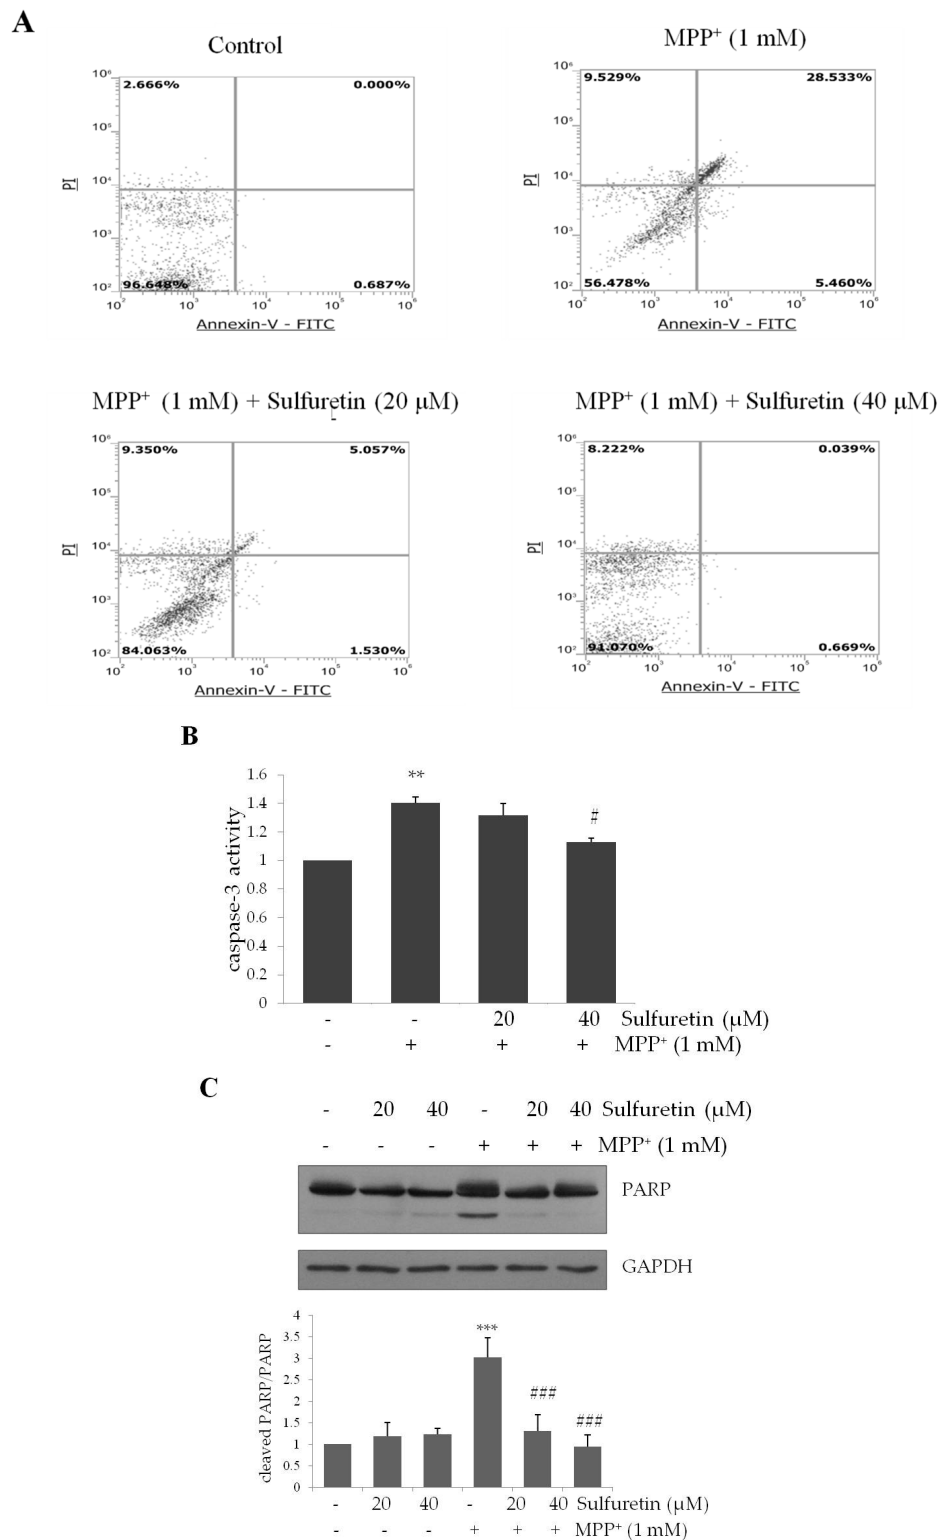 A
Control
MPP⁺ (1 mM)
10⁶
2.666%
0.000%
10⁵
10⁴
10³
10²
96.648%
0.687%
PI
10² 10³ 10⁴ 10⁵ 10⁶
Annexin-V - FITC
10⁶
9.529%
28.533%
10⁵
10⁴
10³
10²
56.478%
5.460%
PI
10² 10³ 10⁴ 10⁵ 10⁶
Annexin-V - FITC
MPP⁺ (1 mM) + Sulfuretin (20 μM)
MPP⁺ (1 mM) + Sulfuretin (40 μM)
10⁶
9.350%
5.057%
10⁵
10⁴
10³
10²
84.063%
1.530%
PI
10² 10³ 10⁴ 10⁵ 10⁶
Annexin-V - FITC
10⁶
8.222%
0.039%
10⁵
10⁴
10³
10²
91.070%
0.669%
PI
10² 10³ 10⁴ 10⁵ 10⁶
Annexin-V - FITC
B
caspase-3 activity
1.6
1.4
1.2
1
0.8
0.6
0.4
0.2
0
**
#
- - 20 40 Sulfuretin (μM)
- + + + MPP⁺ (1 mM)
C
- 20 40 - 20 40 Sulfuretin (μM)
- - - + + + MPP⁺ (1 mM)
PARP
GAPDH
cleaved PARP/PARP
4
3.5
3
2.5
2
1.5
1
0.5
0
***
###
###
- 20 40 - 20 40 Sulfuretin (μM)
- - - + + + MPP⁺ (1 mM)